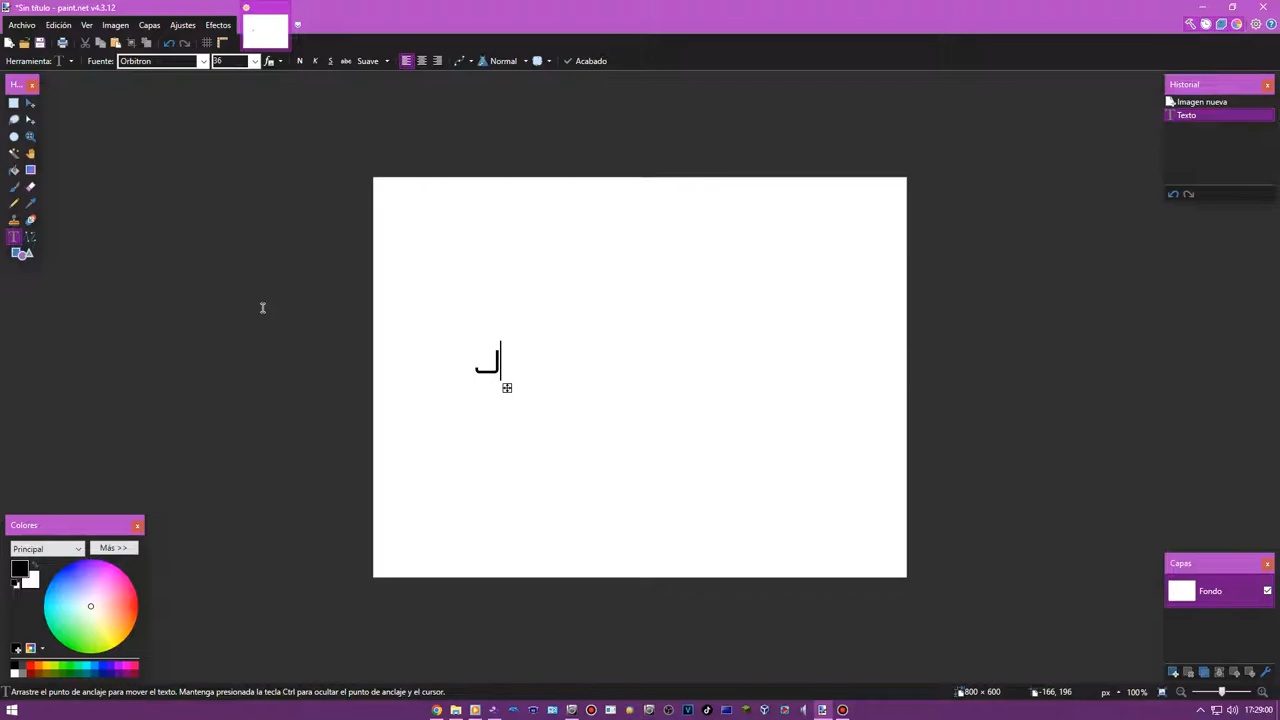 *Sin título - paint.net v4.3.12
Archivo Edición Ver Imagen Capas Ajustes Efectos
Herramienta: T Fuente: Orbitron 36 N K S abc Suave Normal Acabado
H...
Historial
Imagen nueva
Texto
J
Colores
Principal Más >>
Capas
Fondo
Arrastre el punto de anclaje para mover el texto. Mantenga presionada la tecla Ctrl para ocultar el punto de anclaje y el cursor.
800 × 600 -166, 196 px 100%
17:29:00